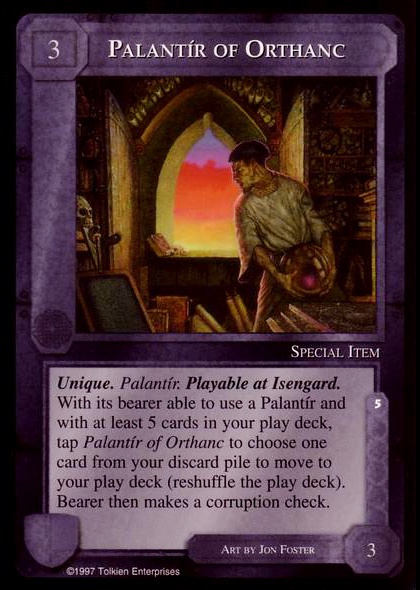 3
PALANTÍR OF ORTHANC
SPECIAL ITEM
Unique. Palantír. Playable at Isengard.
With its bearer able to use a Palantír and
with at least 5 cards in your play deck,
tap Palantír of Orthanc to choose one
card from your discard pile to move to
your play deck (reshuffle the play deck).
Bearer then makes a corruption check.
5
ART BY JON FOSTER
3
©1997 Tolkien Enterprises